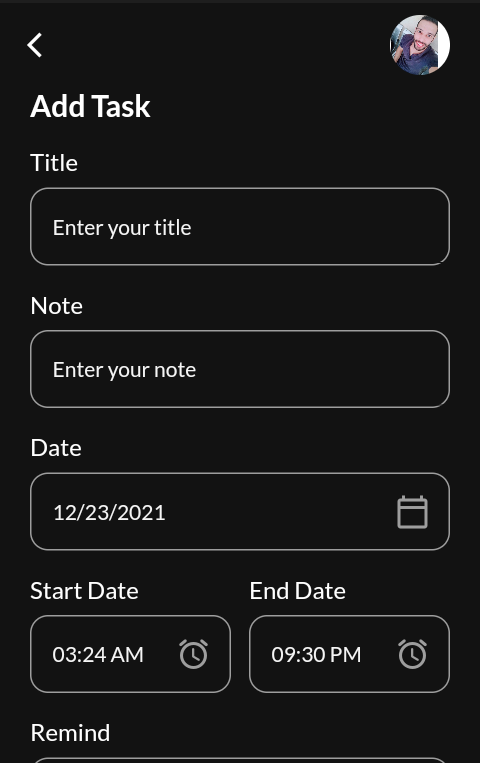 Add Task
Title
Enter your title
Note
Enter your note
Date
12/23/2021
Start Date End Date
03:24 AM 09:30 PM
Remind